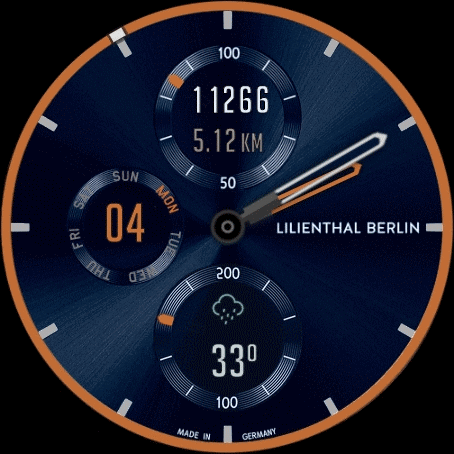 100
11266
5.12 KM
50
SUN
MON
TUE
WED
THU
FRI
SAT
04
LILIENTHAL BERLIN
200
33°
100
MADE IN GERMANY